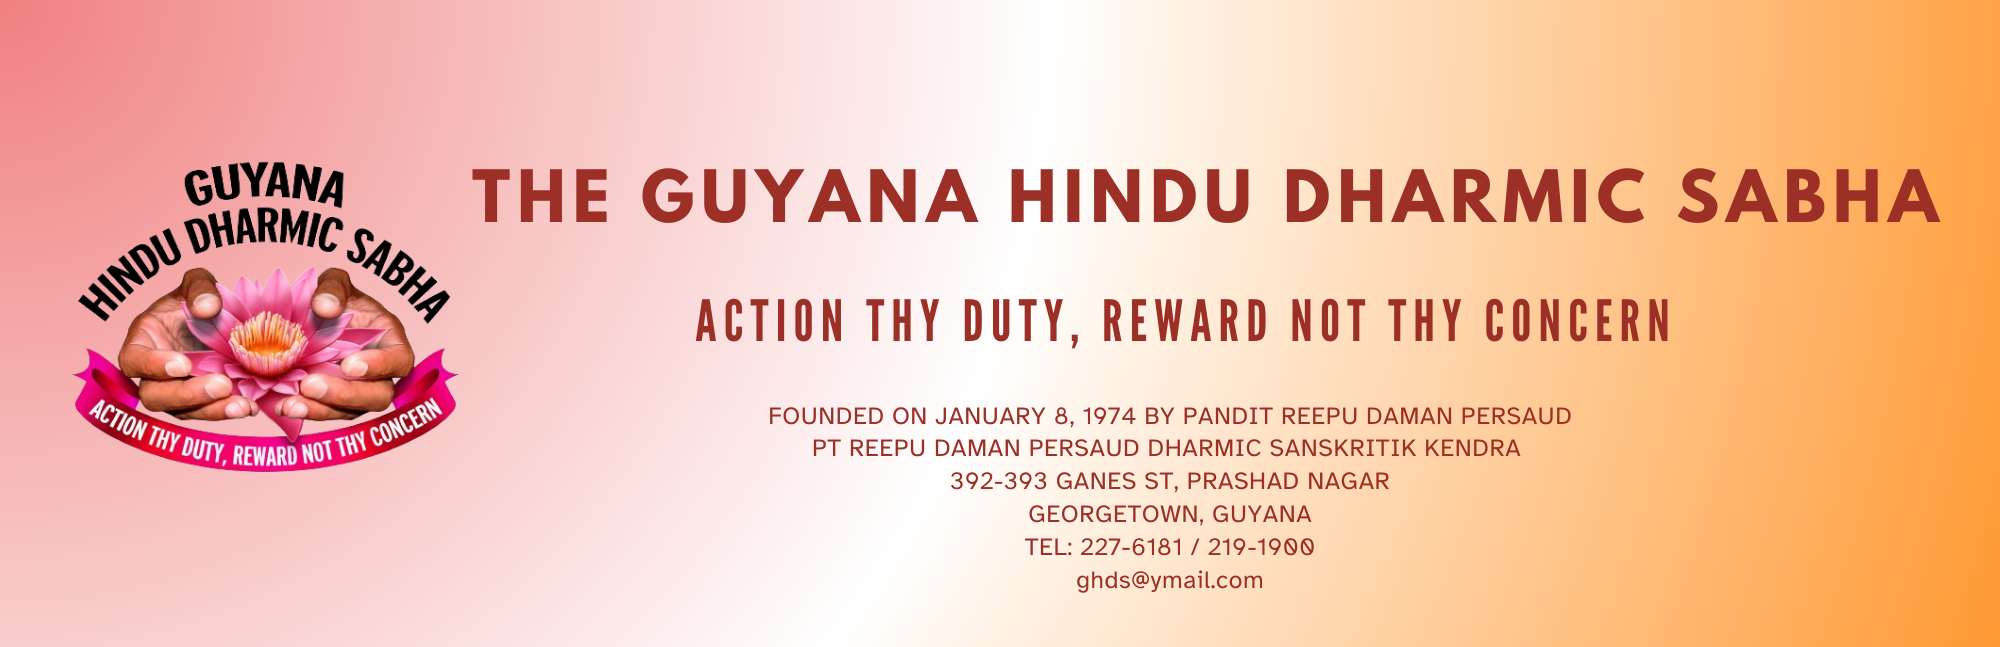 GUYANA
HINDU DHARMIC SABHA
ACTION THY DUTY, REWARD NOT THY CONCERN
THE GUYANA HINDU DHARMIC SABHA
ACTION THY DUTY, REWARD NOT THY CONCERN
FOUNDED ON JANUARY 8, 1974 BY PANDIT REEPU DAMAN PERSAUD
PT REEPU DAMAN PERSAUD DHARMIC SANSKRITIK KENDRA
392-393 GANES ST, PRASHAD NAGAR
GEORGETOWN, GUYANA
TEL: 227-6181 / 219-1900
ghds@ymail.com